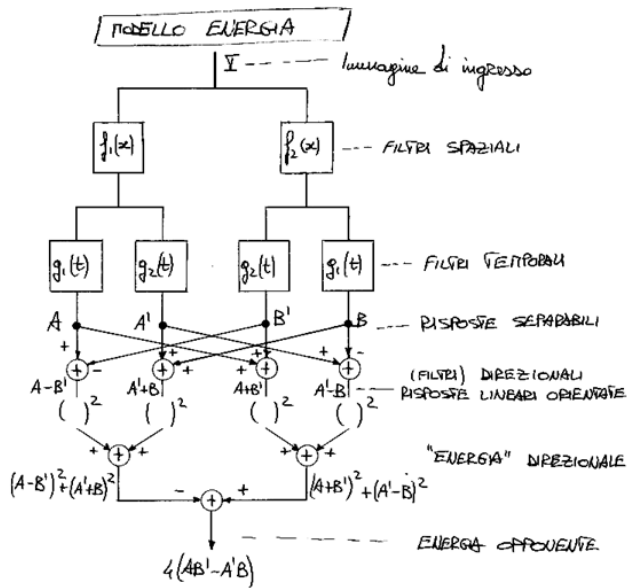 MODELLO ENERGIA
V --- Immagine di ingresso
f₁(x) f₂(x) --- FILTRI SPAZIALI
g₁(t) g₂(t) g₂(t) g₁(t) --- FILTRI TEMPORALI
A A' B' B --- RISPOSTE SEPARABILI
+ - + + + + + -
+ + + +
(FILTRI) DIREZIONALI
A-B' A'+B A+B' A'-B RISPOSTE LINEARI ORIENTATE
( )² ( )² ( )² ( )²
+ + + + + +
"ENERGIA" DIREZIONALE
(A-B')²+(A'+B)² (A+B')²+(A'-B)²
- + +
ENERGIA OPPONENTE
4(AB'-A'B)